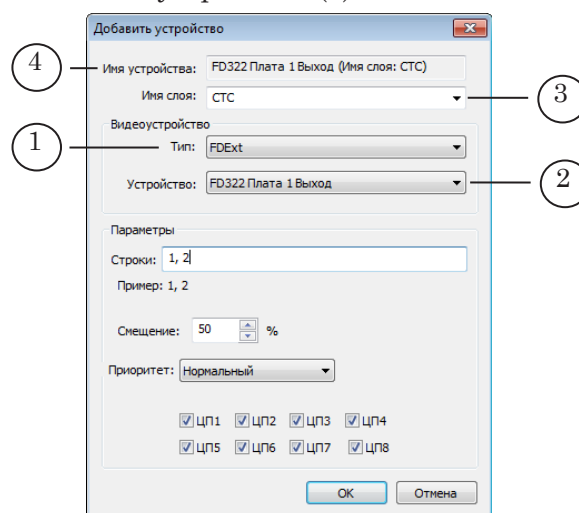 Добавить устройство
4
Имя устройства: FD322 Плата 1 Выход (Имя слоя: СТС)
Имя слоя: СТС
3
Видеоустройство
1
Тип: FDExt
Устройство: FD322 Плата 1 Выход
2
Параметры
Строки: 1, 2
Пример: 1, 2
Смещение: 50 %
Приоритет: Нормальный
ЦП1 ЦП2 ЦП3 ЦП4
ЦП5 ЦП6 ЦП7 ЦП8
ОК Отмена